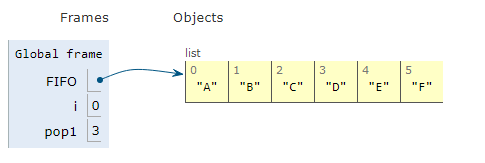 Frames Objects
Global frame
list
FIFO
0 1 2 3 4 5
"A" "B" "C" "D" "E" "F"
i 0
pop1 3